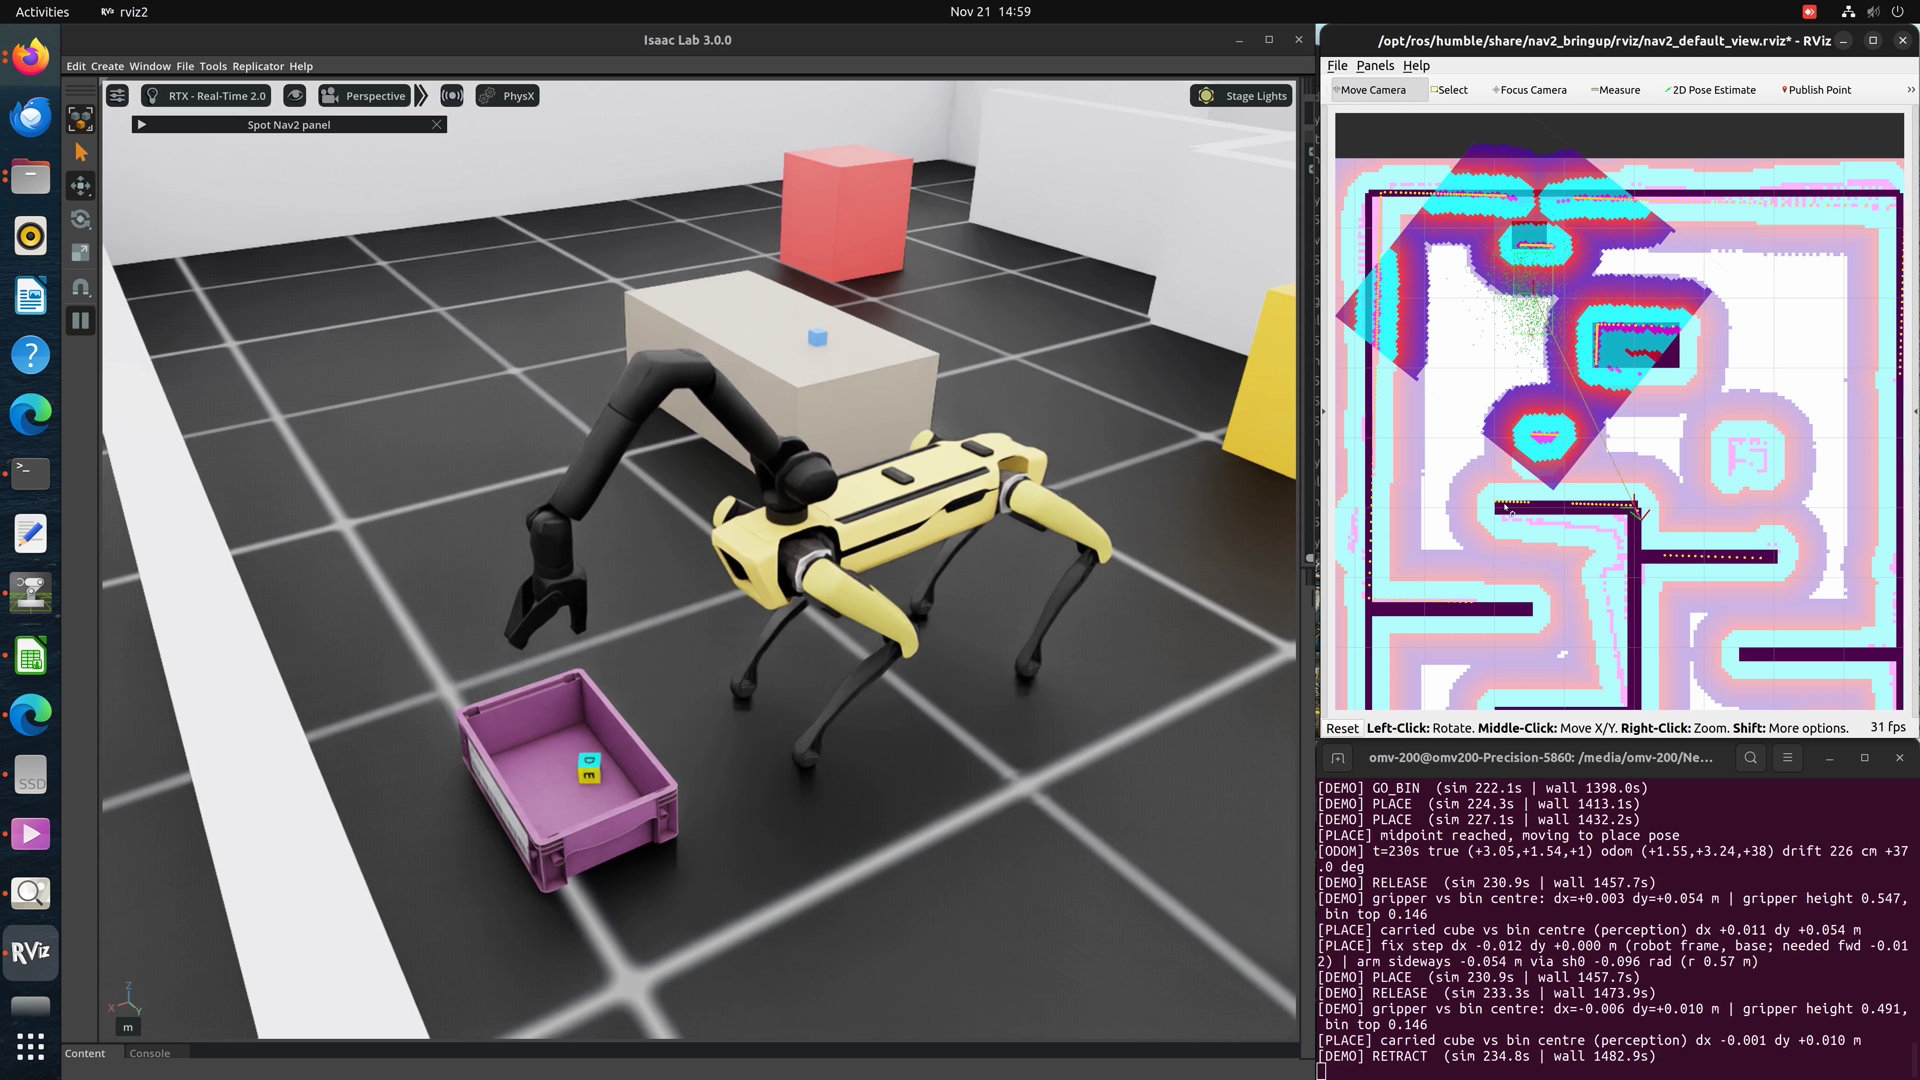 Activities
rviz2
Nov 21 14:59
Isaac Lab 3.0.0
Edit Create Window File Tools Replicator Help
RTX - Real-Time 2.0
Perspective
PhysX
Stage Lights
Spot Nav2 panel
D
E
Z
X
Y
m
Content
Console
SSD
RViz
/opt/ros/humble/share/nav2_bringup/rviz/nav2_default_view.rviz* - RViz
File Panels Help
Move Camera
Select
Focus Camera
Measure
2D Pose Estimate
Publish Point
Reset
Left-Click: Rotate. Middle-Click: Move X/Y. Right-Click: Zoom. Shift: More options.
31 fps
omv-200@omv200-Precision-5860: /media/omv-200/Ne...
[DEMO] GO_BIN (sim 222.1s | wall 1398.0s)
[DEMO] PLACE (sim 224.3s | wall 1413.1s)
[DEMO] PLACE (sim 227.1s | wall 1432.2s)
[PLACE] midpoint reached, moving to place pose
[ODOM] t=230s true (+3.05,+1.54,+1) odom (+1.55,+3.24,+38) drift 226 cm +37
.0 deg
[DEMO] RELEASE (sim 230.9s | wall 1457.7s)
[DEMO] gripper vs bin centre: dx=+0.003 dy=+0.054 m | gripper height 0.547,
bin top 0.146
[PLACE] carried cube vs bin centre (perception) dx +0.011 dy +0.054 m
[PLACE] fix step dx -0.012 dy +0.000 m (robot frame, base; needed fwd -0.01
2) | arm sideways -0.054 m via sh0 -0.096 rad (r 0.57 m)
[DEMO] PLACE (sim 230.9s | wall 1457.7s)
[DEMO] RELEASE (sim 233.3s | wall 1473.9s)
[DEMO] gripper vs bin centre: dx=-0.006 dy=+0.010 m | gripper height 0.491,
bin top 0.146
[PLACE] carried cube vs bin centre (perception) dx -0.001 dy +0.010 m
[DEMO] RETRACT (sim 234.8s | wall 1482.9s)